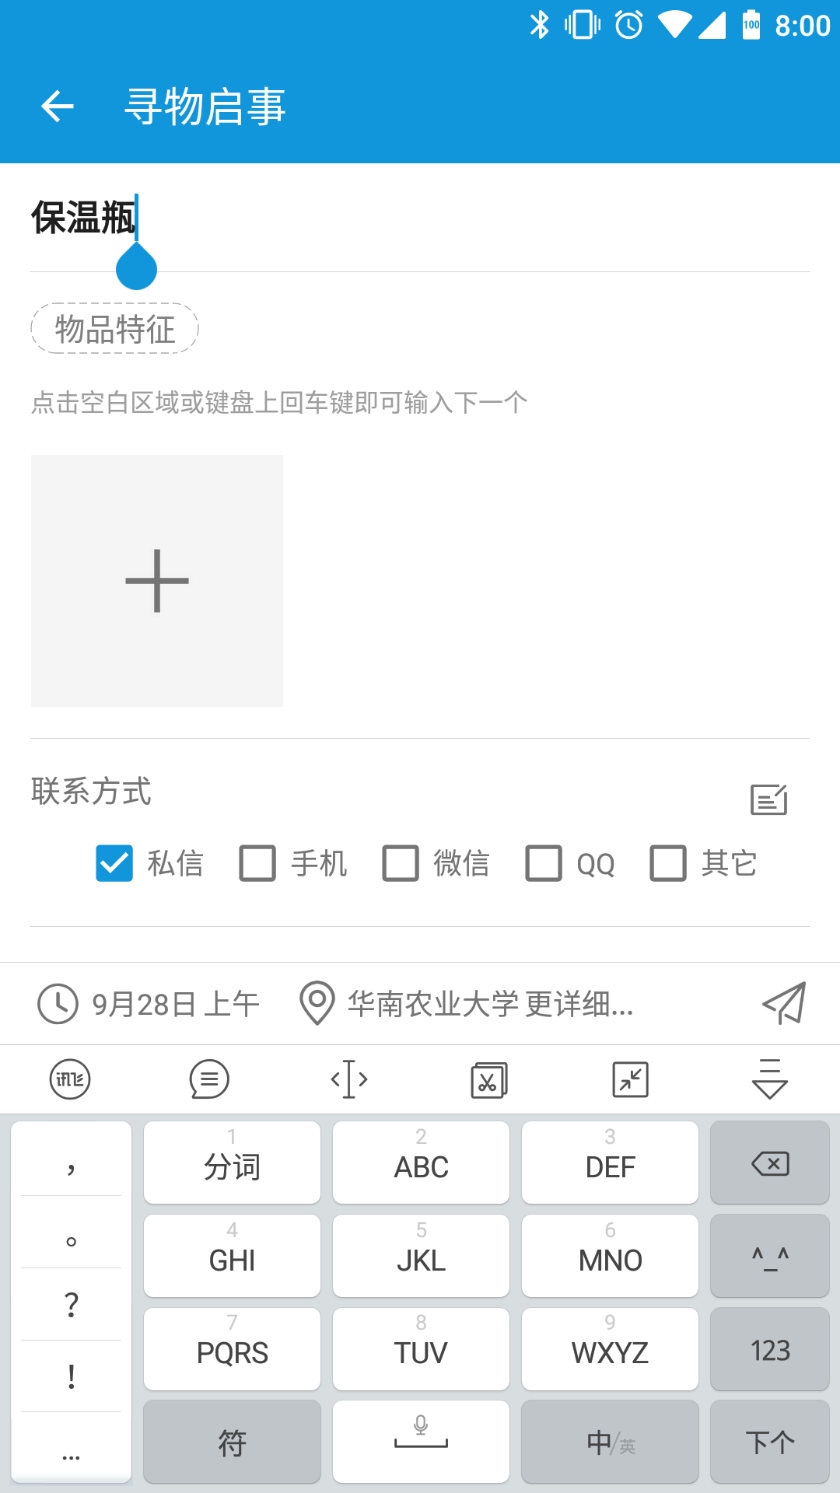 100 8:00
寻物启事
保温瓶
物品特征
点击空白区域或键盘上回车键即可输入下一个
联系方式
私信 手机 微信 QQ 其它
9月28日 上午 华南农业大学 更详细...
，
。
?
!
...
1 2 3
分词 ABC DEF
4 5 6
GHI JKL MNO ^_^
7 8 9
PQRS TUV WXYZ 123
符 中/英 下个